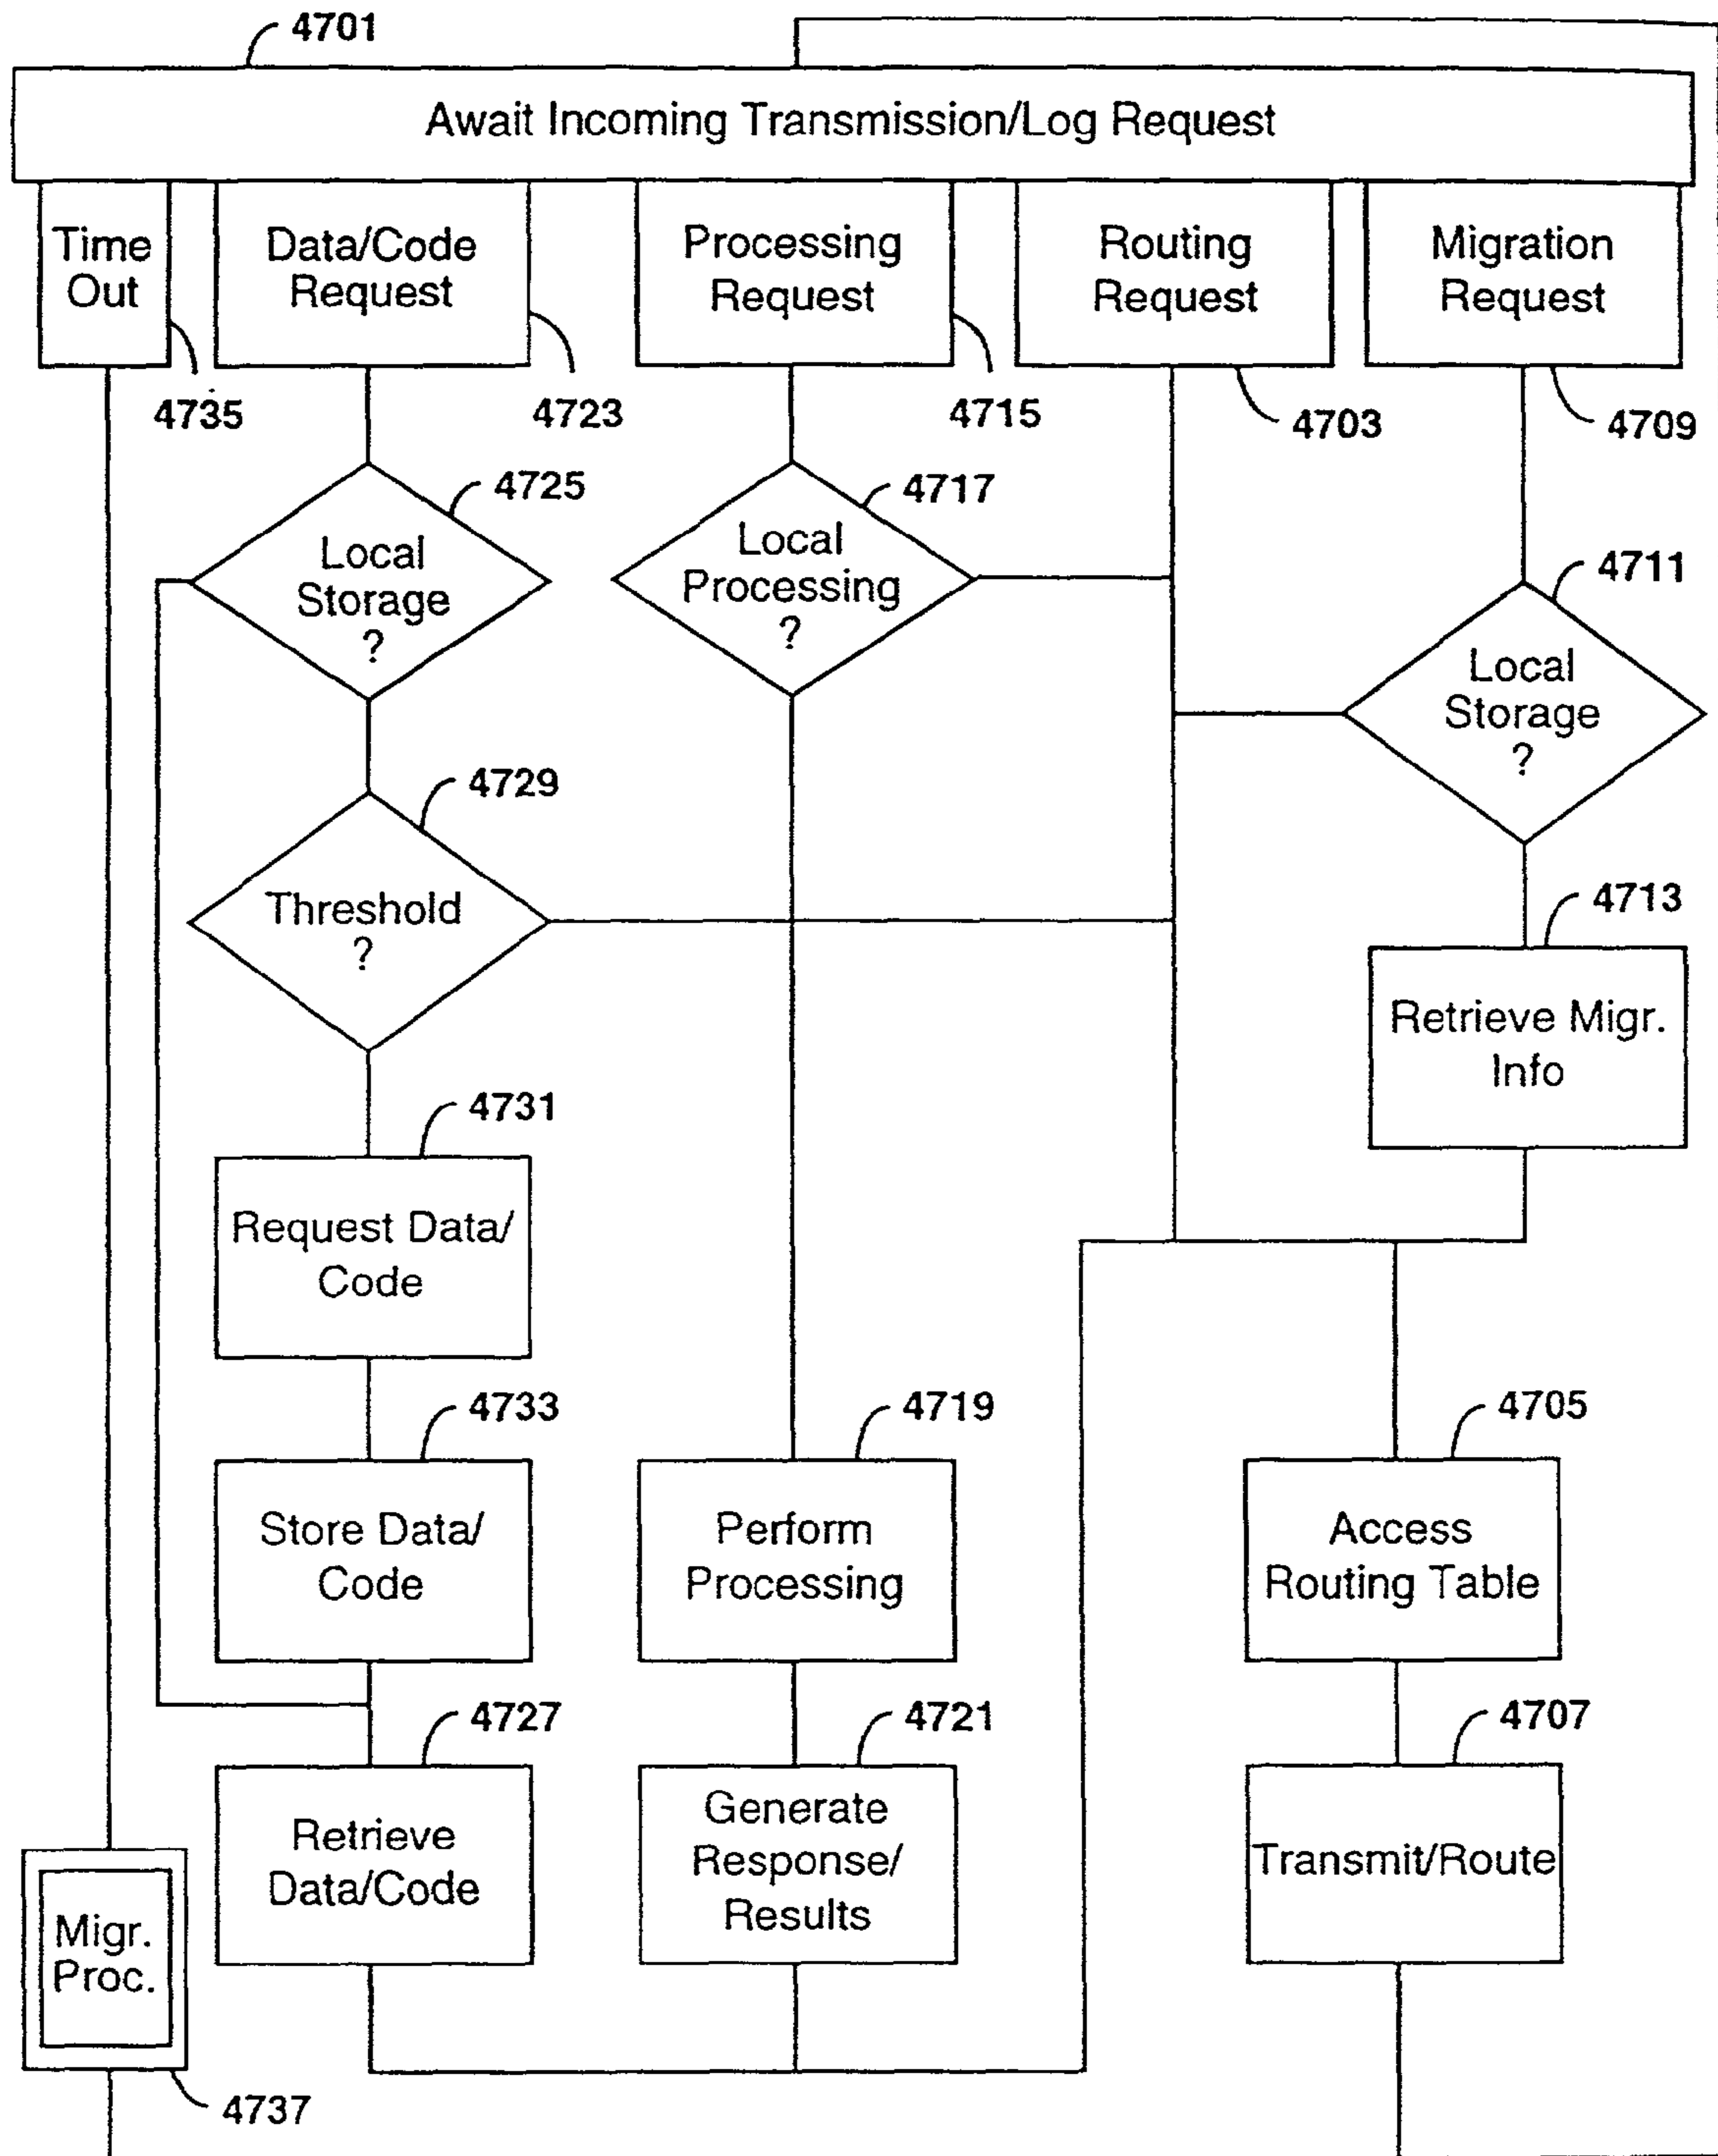 4701
Await Incoming Transmission/Log Request
Time
Out
Data/Code
Request
Processing
Request
Routing
Request
Migration
Request
4735
4723
4715
4703
4709
4725
Local
Storage
?
4717
Local
Processing
?
4711
Local
Storage
?
4729
Threshold
?
4713
Retrieve Migr.
Info
4731
Request Data/
Code
4733
Store Data/
Code
4719
Perform
Processing
4705
Access
Routing Table
4727
Retrieve
Data/Code
4721
Generate
Response/
Results
4707
Transmit/Route
Migr.
Proc.
4737